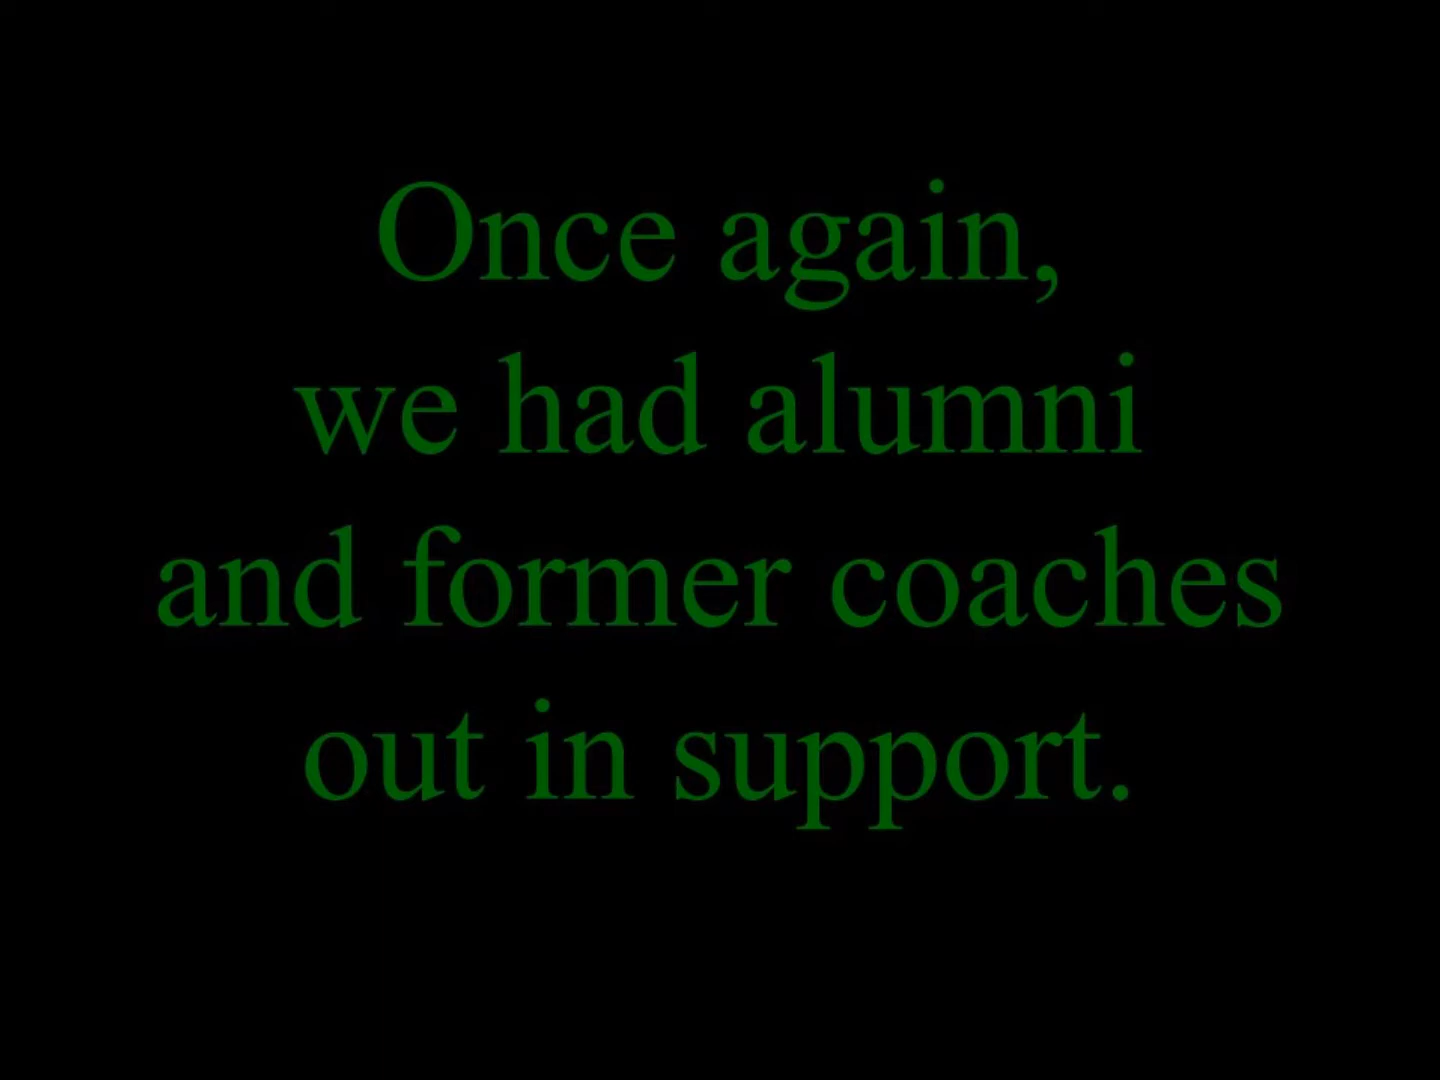 Once again,
we had alumni
and former coaches
out in support.